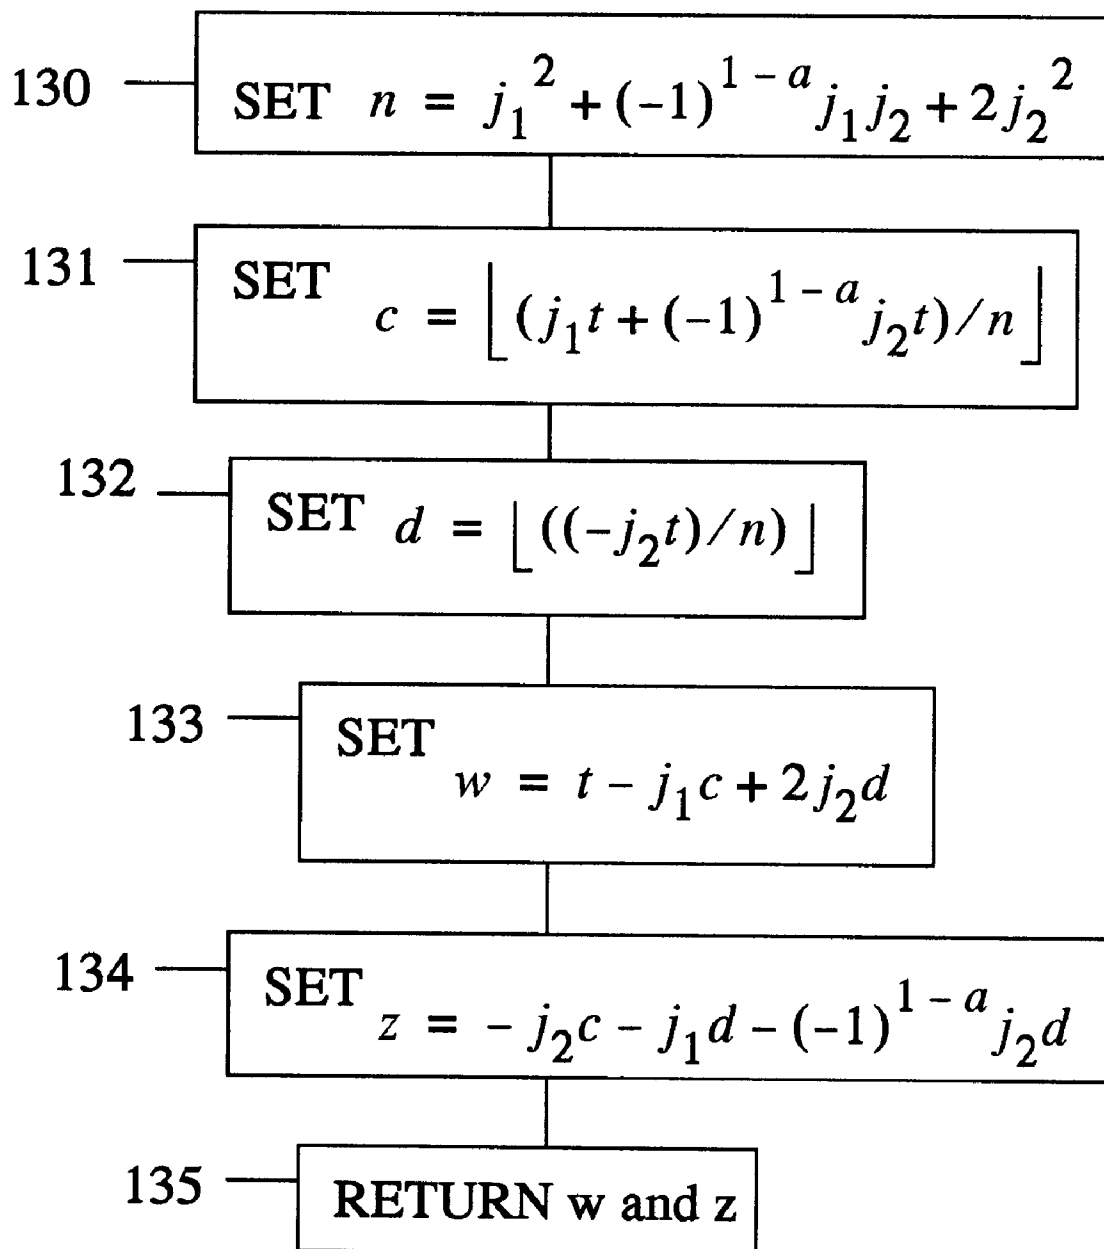 130 SET n = j₁² + (−1)^{1 − a} j₁j₂ + 2j₂²
131 SET c = ⌊(j₁t + (−1)^{1 − a} j₂t)/n⌋
132 SET d = ⌊((−j₂t)/n)⌋
133 SET w = t − j₁c + 2j₂d
134 SET z = − j₂c − j₁d − (−1)^{1 − a} j₂d
135 RETURN w and z